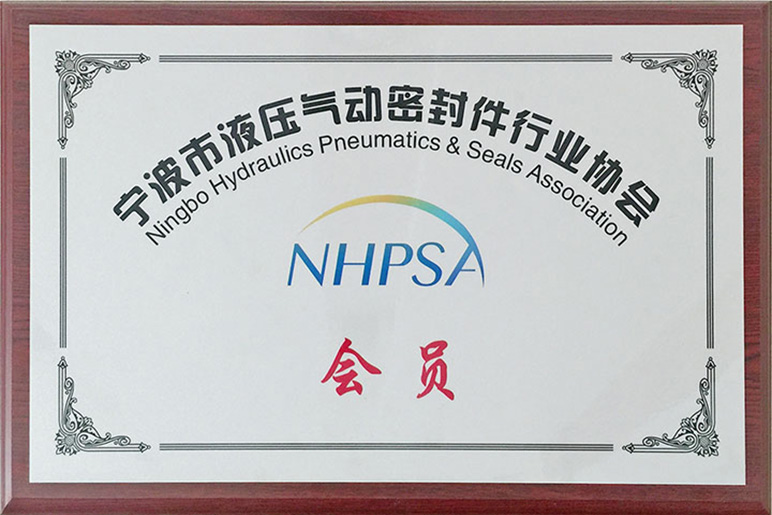 宁波市液压气动密封件行业协会
Ningbo Hydraulics Pneumatics & Seals Association
NHPSA
会员